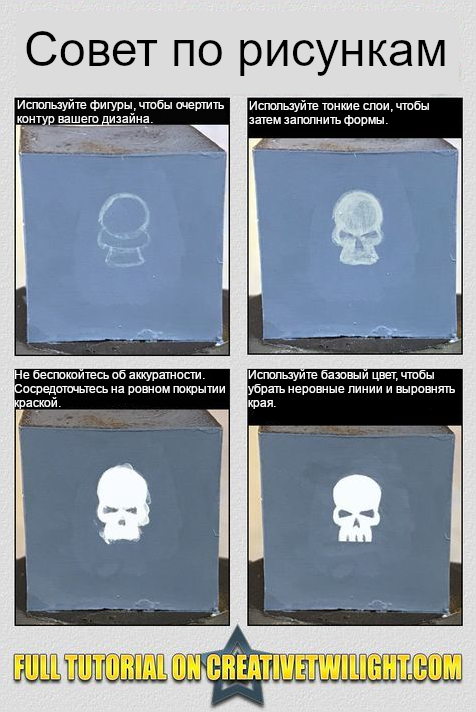 Совет по рисункам
Используйте фигуры, чтобы очертить
контур вашего дизайна.
Используйте тонкие слои, чтобы
затем заполнить формы.
Не беспокойтесь об аккуратности.
Сосредоточьтесь на ровном покрытии
краской.
Используйте базовый цвет, чтобы
убрать неровные линии и выровнять
края.
FULL TUTORIAL ON CREATIVETWILIGHT.COM